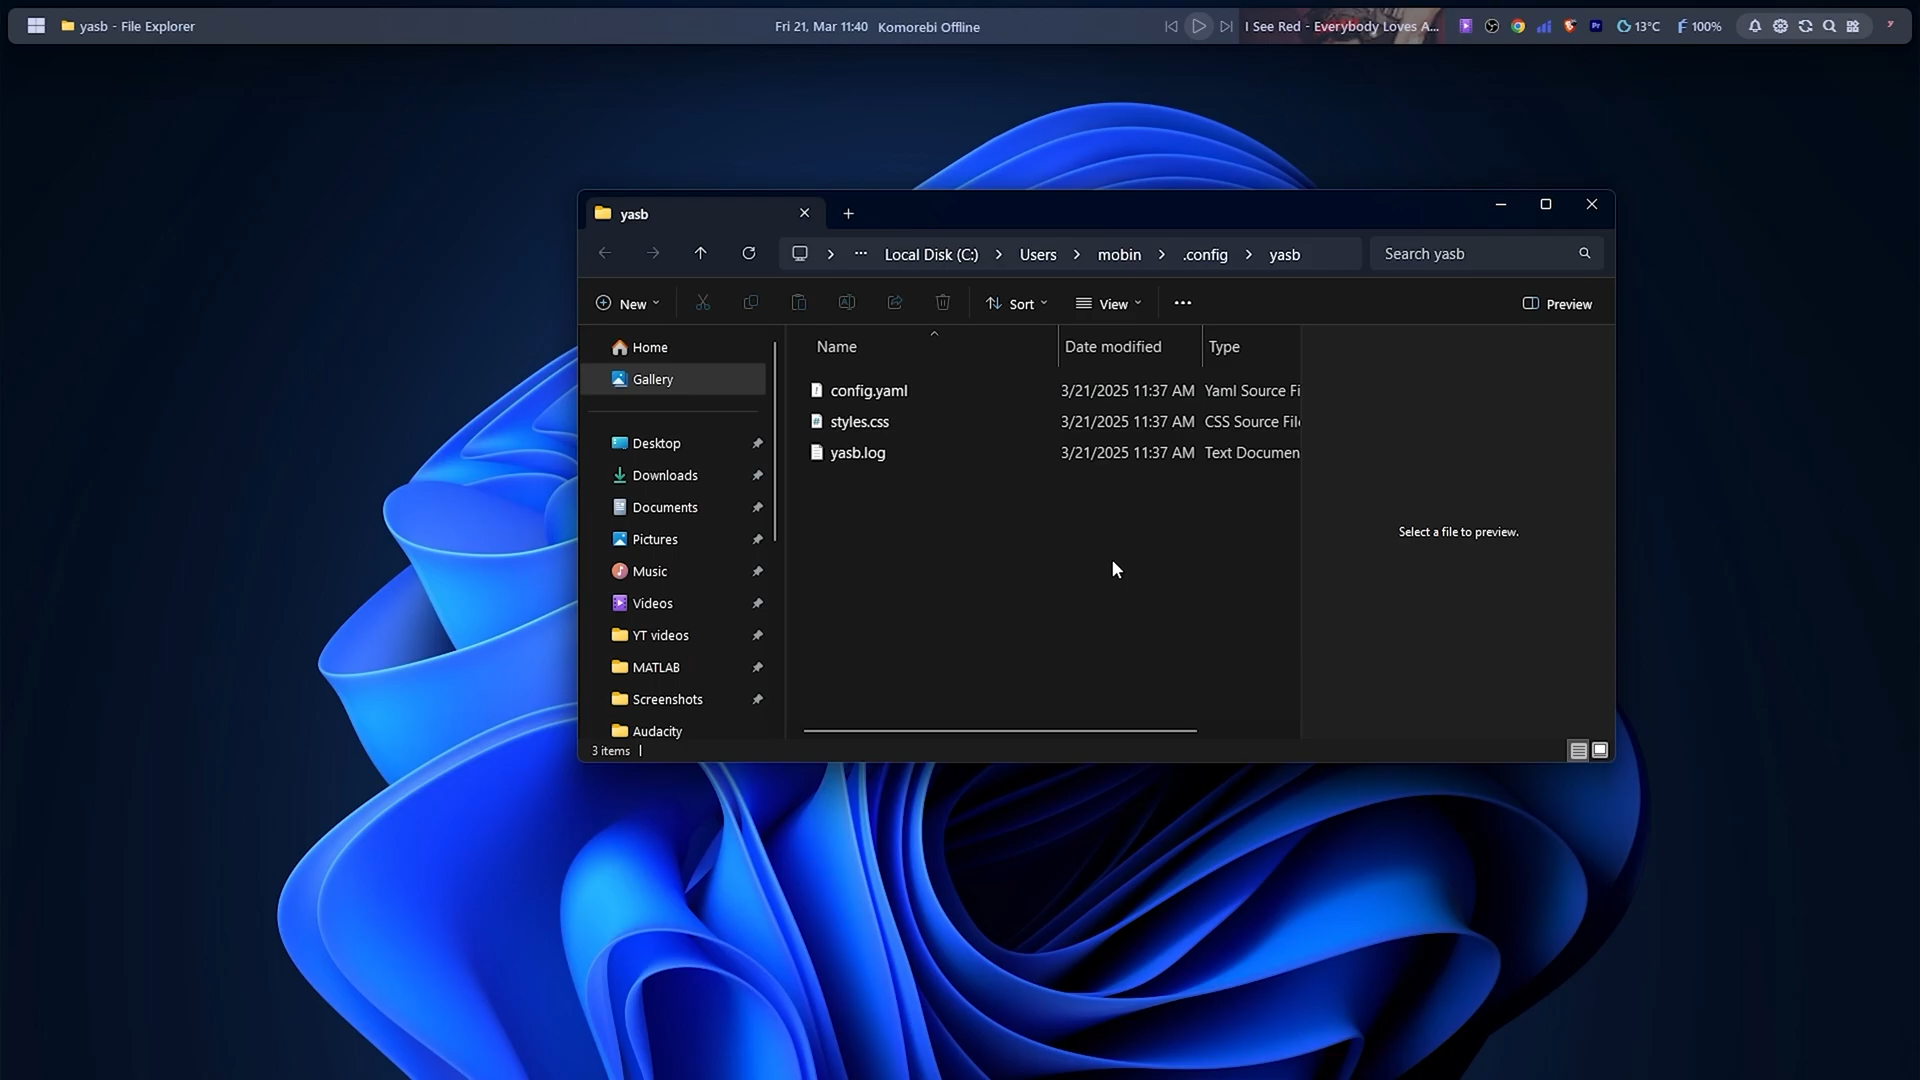 yasb - File Explorer
Fri 21, Mar 11:40 Komorebi Offline
I See Red - Everybody Loves A...
Pr
13°C
100%
yasb
Local Disk (C:) Users mobin .config yasb
Search yasb
New
Sort
View
Preview
Home
Gallery
Desktop
Downloads
Documents
Pictures
Music
Videos
YT videos
MATLAB
Screenshots
Audacity
Name Date modified Type
config.yaml 3/21/2025 11:37 AM Yaml Source Fi
styles.css 3/21/2025 11:37 AM CSS Source File
yasb.log 3/21/2025 11:37 AM Text Documen
Select a file to preview.
3 items